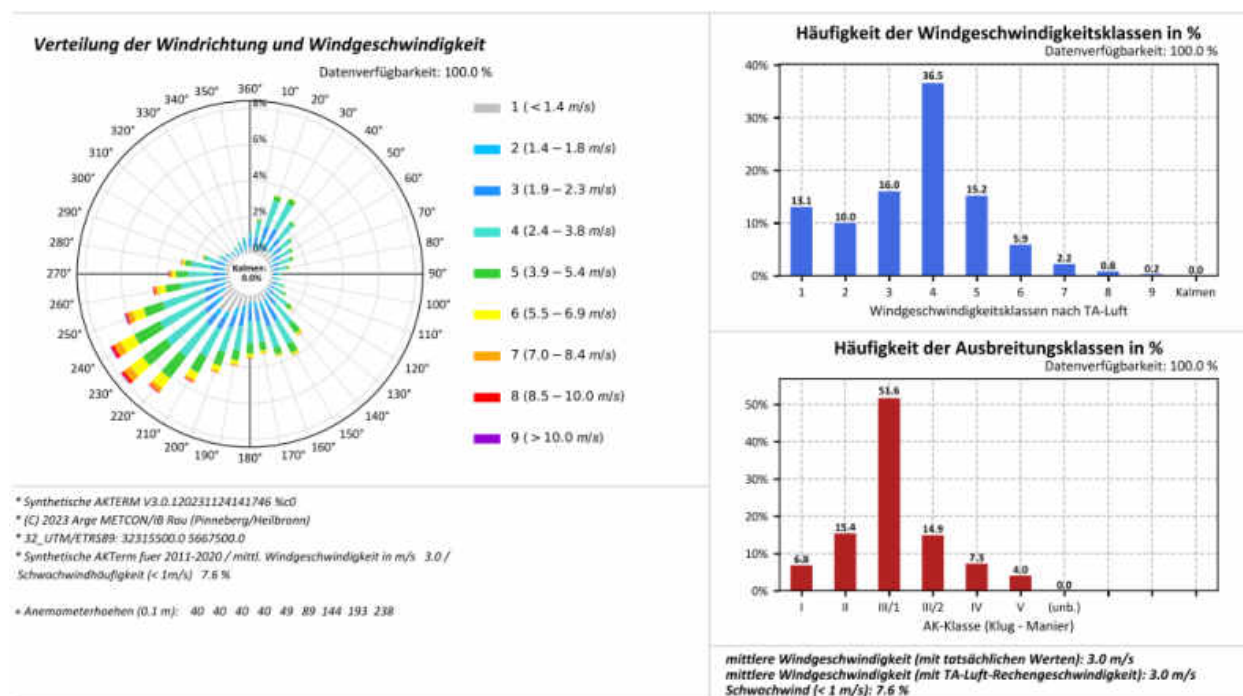 Verteilung der Windrichtung und Windgeschwindigkeit
Datenverfügbarkeit: 100.0 %
360°
10°
20°
30°
40°
50°
60°
70°
80°
90°
100°
110°
120°
130°
140°
150°
160°
170°
180°
190°
200°
210°
220°
230°
240°
250°
260°
270°
280°
290°
300°
310°
320°
330°
340°
350°
8%
6%
4%
2%
0%
Kalmen:
0.0%
1 (< 1.4 m/s)
2 (1.4 – 1.8 m/s)
3 (1.9 – 2.3 m/s)
4 (2.4 – 3.8 m/s)
5 (3.9 – 5.4 m/s)
6 (5.5 – 6.9 m/s)
7 (7.0 – 8.4 m/s)
8 (8.5 – 10.0 m/s)
9 (> 10.0 m/s)
* Synthetische AKTERM V3.0.120231124141746 %c0
* (C) 2023 Arge METCON/IB Rau (Pinneberg/Heilbronn)
* 32_UTM/ETRS89: 32315500.0 5667500.0
* Synthetische AKTerm fuer 2011-2020 / mittl. Windgeschwindigkeit in m/s 3.0 /
Schwachwindhäufigkeit (< 1m/s) 7.6 %
+ Anemometerhoehen (0.1 m): 40 40 40 40 49 89 144 193 238
Häufigkeit der Windgeschwindigkeitsklassen in %
Datenverfügbarkeit: 100.0 %
40%
30%
20%
10%
0%
13.1
10.0
16.0
36.5
15.2
5.9
2.2
0.8
0.2
0.0
1 2 3 4 5 6 7 8 9 Kalmen
Windgeschwindigkeitsklassen nach TA-Luft
Häufigkeit der Ausbreitungsklassen in %
Datenverfügbarkeit: 100.0 %
50%
40%
30%
20%
10%
0%
6.8
15.4
51.6
14.9
7.3
4.0
0.0
I II III/1 III/2 IV V (unb.)
AK-Klasse (Klug - Manier)
mittlere Windgeschwindigkeit (mit tatsächlichen Werten): 3.0 m/s
mittlere Windgeschwindigkeit (mit TA-Luft-Rechengeschwindigkeit): 3.0 m/s
Schwachwind (< 1 m/s): 7.6 %